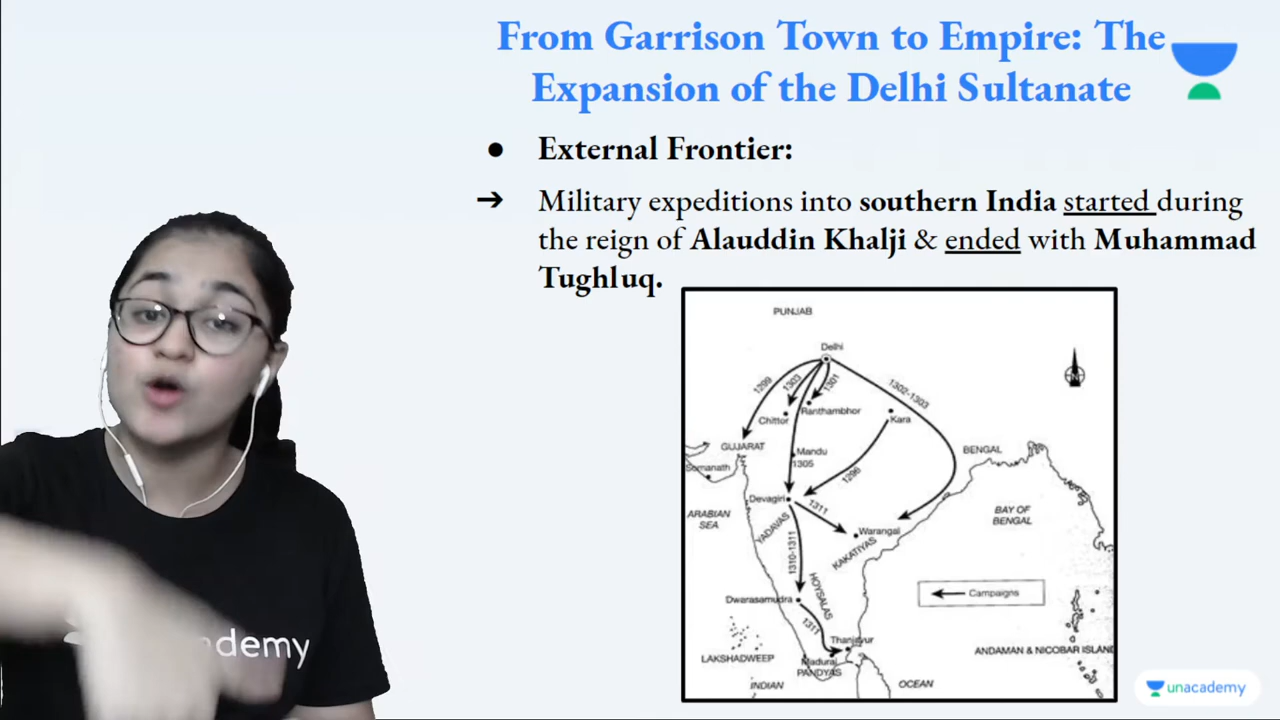 From Garrison Town to Empire: The
Expansion of the Delhi Sultanate
● External Frontier:
➔ Military expeditions into southern India started during
the reign of Alauddin Khalji & ended with Muhammad
Tughluq.
PUNJAB
Delhi
1299
1303
1301
1302-1303
Chittor
Ranthambhor
Kara
GUJARAT
Mandu
1305
BENGAL
Somanath
1296
Devagiri
1311
ARABIAN
SEA
YADAVAS
Warangal
KAKATIYAS
BAY OF
BENGAL
1310-1311
HOYSALAS
Campaigns
Dwarasamudra
1311
Thanjavur
LAKSHADWEEP
Madurai
PANDYAS
ANDAMAN & NICOBAR ISLAND
INDIAN
OCEAN
N
ademy
unacademy